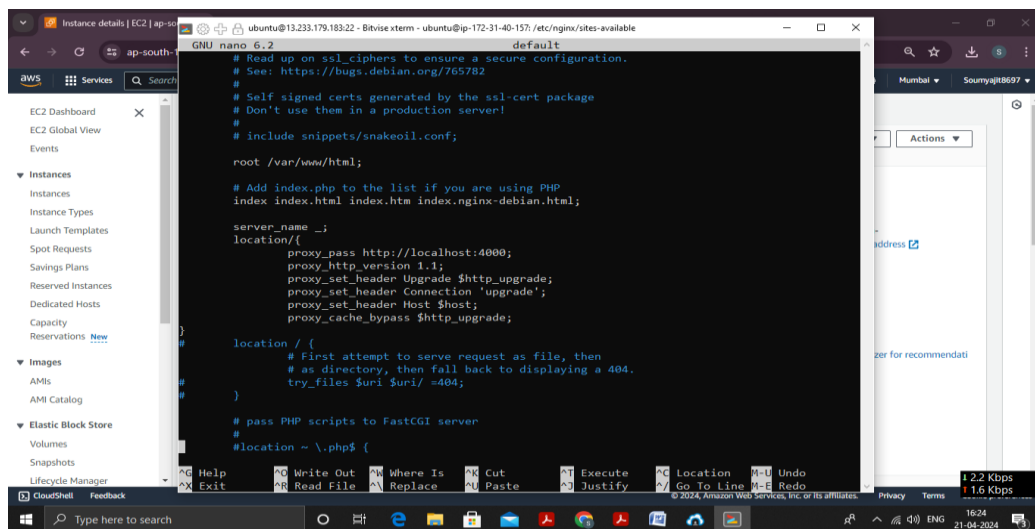 Instance details | EC2 | ap-so
ubuntu@13.233.179.183:22 - Bitvise xterm - ubuntu@ip-172-31-40-157: /etc/nginx/sites-available
ap-south-1
S
aws
Services
Search
Mumbai
Soumyajit8697
EC2 Dashboard
EC2 Global View
Events
Instances
Instances
Instance Types
Launch Templates
Spot Requests
Savings Plans
Reserved Instances
Dedicated Hosts
Capacity
Reservations New
Images
AMIs
AMI Catalog
Elastic Block Store
Volumes
Snapshots
Lifecycle Manager
GNU nano 6.2 default
# Read up on ssl_ciphers to ensure a secure configuration.
# See: https://bugs.debian.org/765782
#
# Self signed certs generated by the ssl-cert package
# Don't use them in a production server!
#
# include snippets/snakeoil.conf;
root /var/www/html;
# Add index.php to the list if you are using PHP
index index.html index.htm index.nginx-debian.html;
server_name _;
location/{
proxy_pass http://localhost:4000;
proxy_http_version 1.1;
proxy_set_header Upgrade $http_upgrade;
proxy_set_header Connection 'upgrade';
proxy_set_header Host $host;
proxy_cache_bypass $http_upgrade;
}
# location / {
# First attempt to serve request as file, then
# as directory, then fall back to displaying a 404.
# try_files $uri $uri/ =404;
# }
# pass PHP scripts to FastCGI server
#
#location ~ \.php$ {
^G Help ^O Write Out ^W Where Is ^K Cut ^T Execute ^C Location M-U Undo
^X Exit ^R Read File ^\ Replace ^U Paste ^J Justify ^/ Go To Line M-E Redo
Actions
address
zer for recommendati
CloudShell Feedback
© 2024, Amazon Web Services, Inc. or its affiliates.
Privacy Terms
2.2 Kbps
1.6 Kbps
Type here to search
ENG
16:24
21-04-2024